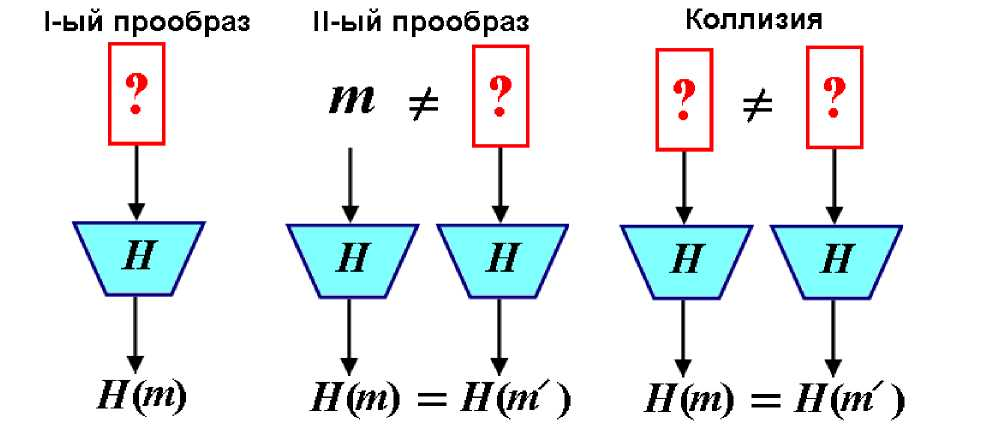 I-ый прообраз II-ый прообраз Коллизия
? m ≠ ? ? ≠ ?
H H H H H
H(m) H(m) = H(m´) H(m) = H(m´)